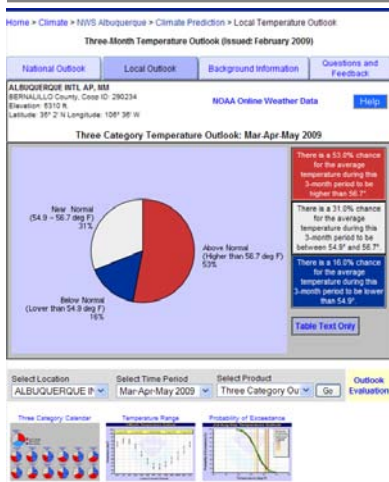 Home > Climate > NWS Albuquerque > Climate Prediction > Local Temperature Outlook
Three-Month Temperature Outlook (Issued: February 2009)
National Outlook
Local Outlook
Background Information
Questions and
Feedback
ALBUQUERQUE INTL AP, NM
BERNALILLO County, Coop ID: 290234
Elevation: 5310 ft.
Latitude: 35° 2' N Longitude: 106° 36' W
NOAA Online Weather Data
Help
Three Category Temperature Outlook: Mar-Apr-May 2009
Near Normal
(54.9 - 56.7 deg F)
31%
Above Normal
(Higher than 56.7 deg F)
53%
Below Normal
(Lower than 54.9 deg F)
16%
There is a 53.0% chance
for the average
temperature during this
3-month period to be
higher than 56.7°.
There is a 31.0% chance
for the average
temperature during this
3-month period to be
between 54.9° and 56.7°.
There is a 16.0% chance
for the average
temperature during this
3-month period to be lower
than 54.9°.
Table Text Only
Select Location
Select Time Period
Select Product
ALBUQUERQUE IN
Mar-Apr-May 2009
Three Category Ou
Go
Outlook
Evaluation
Three Category Calendar
Temperature Range
Probability of Exceedance